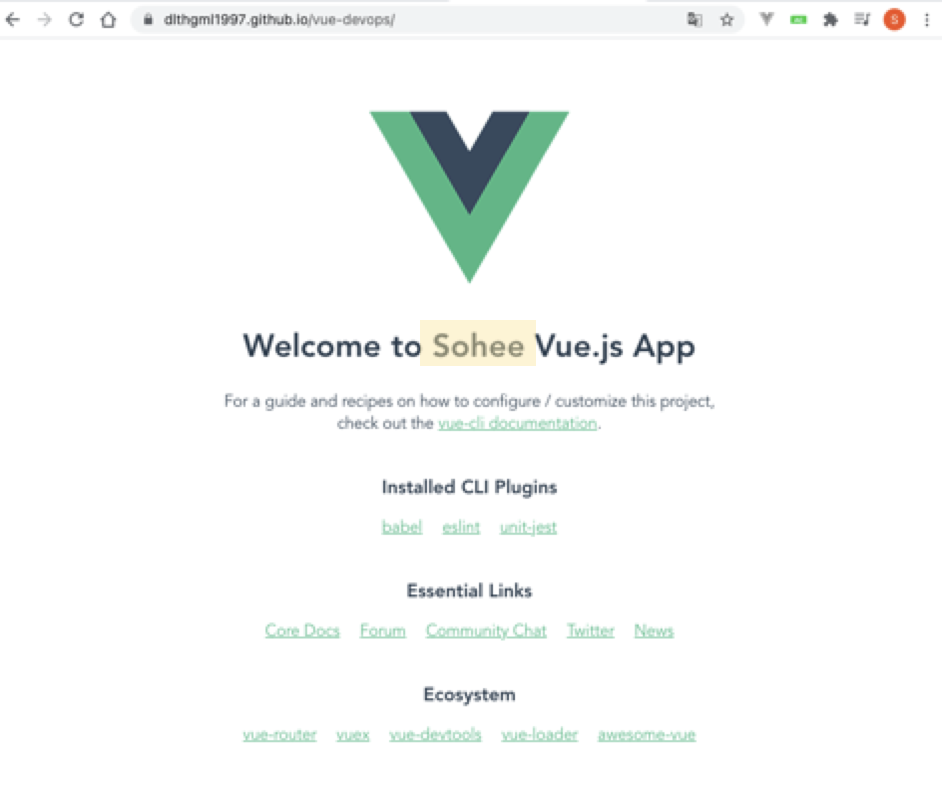 dlthgml1997.github.io/vue-devops/
S
Welcome to Sohee Vue.js App
For a guide and recipes on how to configure / customize this project,
check out the vue-cli documentation.
Installed CLI Plugins
babel eslint unit-jest
Essential Links
Core Docs Forum Community Chat Twitter News
Ecosystem
vue-router vuex vue-devtools vue-loader awesome-vue